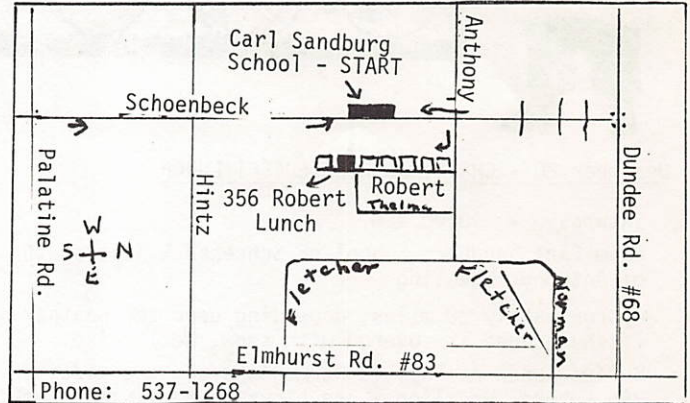 Carl Sandburg
School - START
Anthony
Schoenbeck
Palatine Rd.
Hintz
Dundee Rd. #68
356 Robert
Lunch
Robert
Thelma
W
S N
E
Fletcher
Fletcher
Norman
Elmhurst Rd. #83
Phone: 537-1268